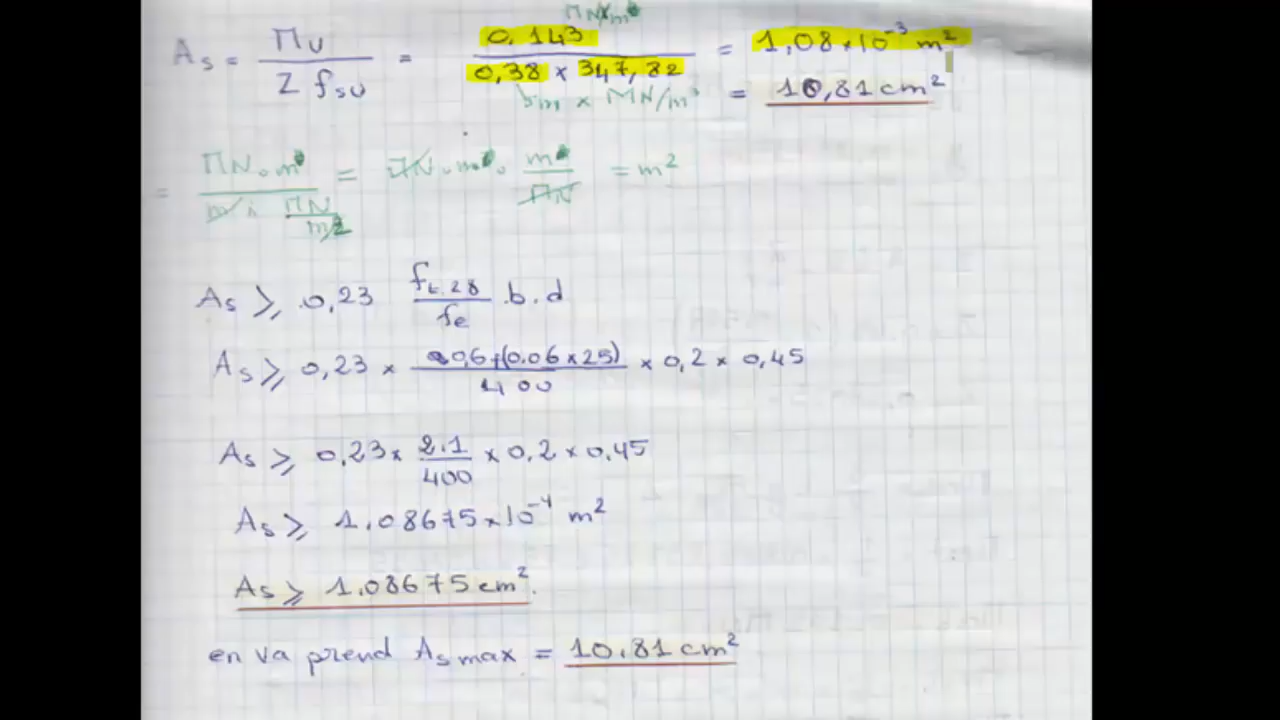 MN×m
As = Mu / Z fsu = 0.143 / 0,38 × 347,82 = 1,08 × 10⁻³ m²
m × MN/m² = 10,81 cm²
= MN.m / m . MN/m² = MN.m . m / MN = m²
As ≥ 0,23 ft.28 / fe . b . d
As ≥ 0,23 × 0,6+(0.06×25) / 400 × 0,2 × 0,45
As ≥ 0,23 × 2.1 / 400 × 0,2 × 0,45
As ≥ 1.08675 × 10⁻⁴ m²
As ≥ 1.08675 cm².
en va prend As max = 10.81 cm²